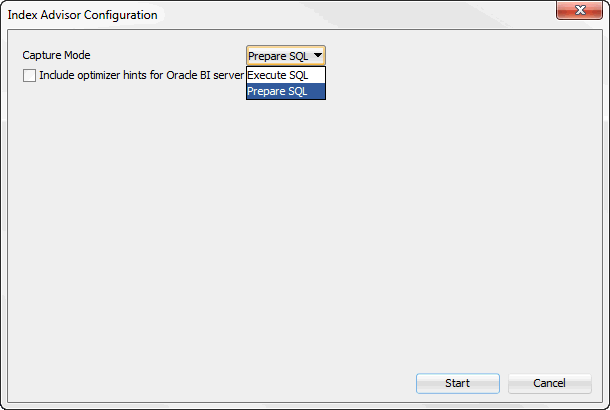 Index Advisor Configuration
Capture Mode Prepare SQL
Include optimizer hints for Oracle BI server Execute SQL
Prepare SQL
Start Cancel